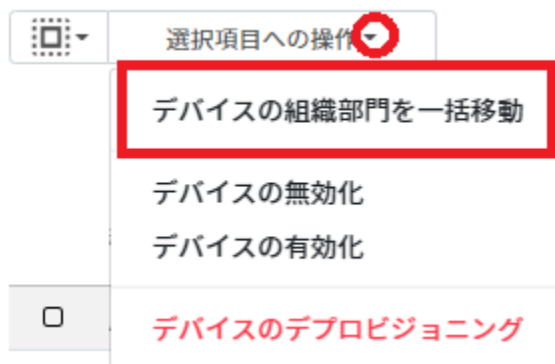 選択項目への操作
デバイスの組織部門を一括移動
デバイスの無効化
デバイスの有効化
デバイスのデプロビジョニング